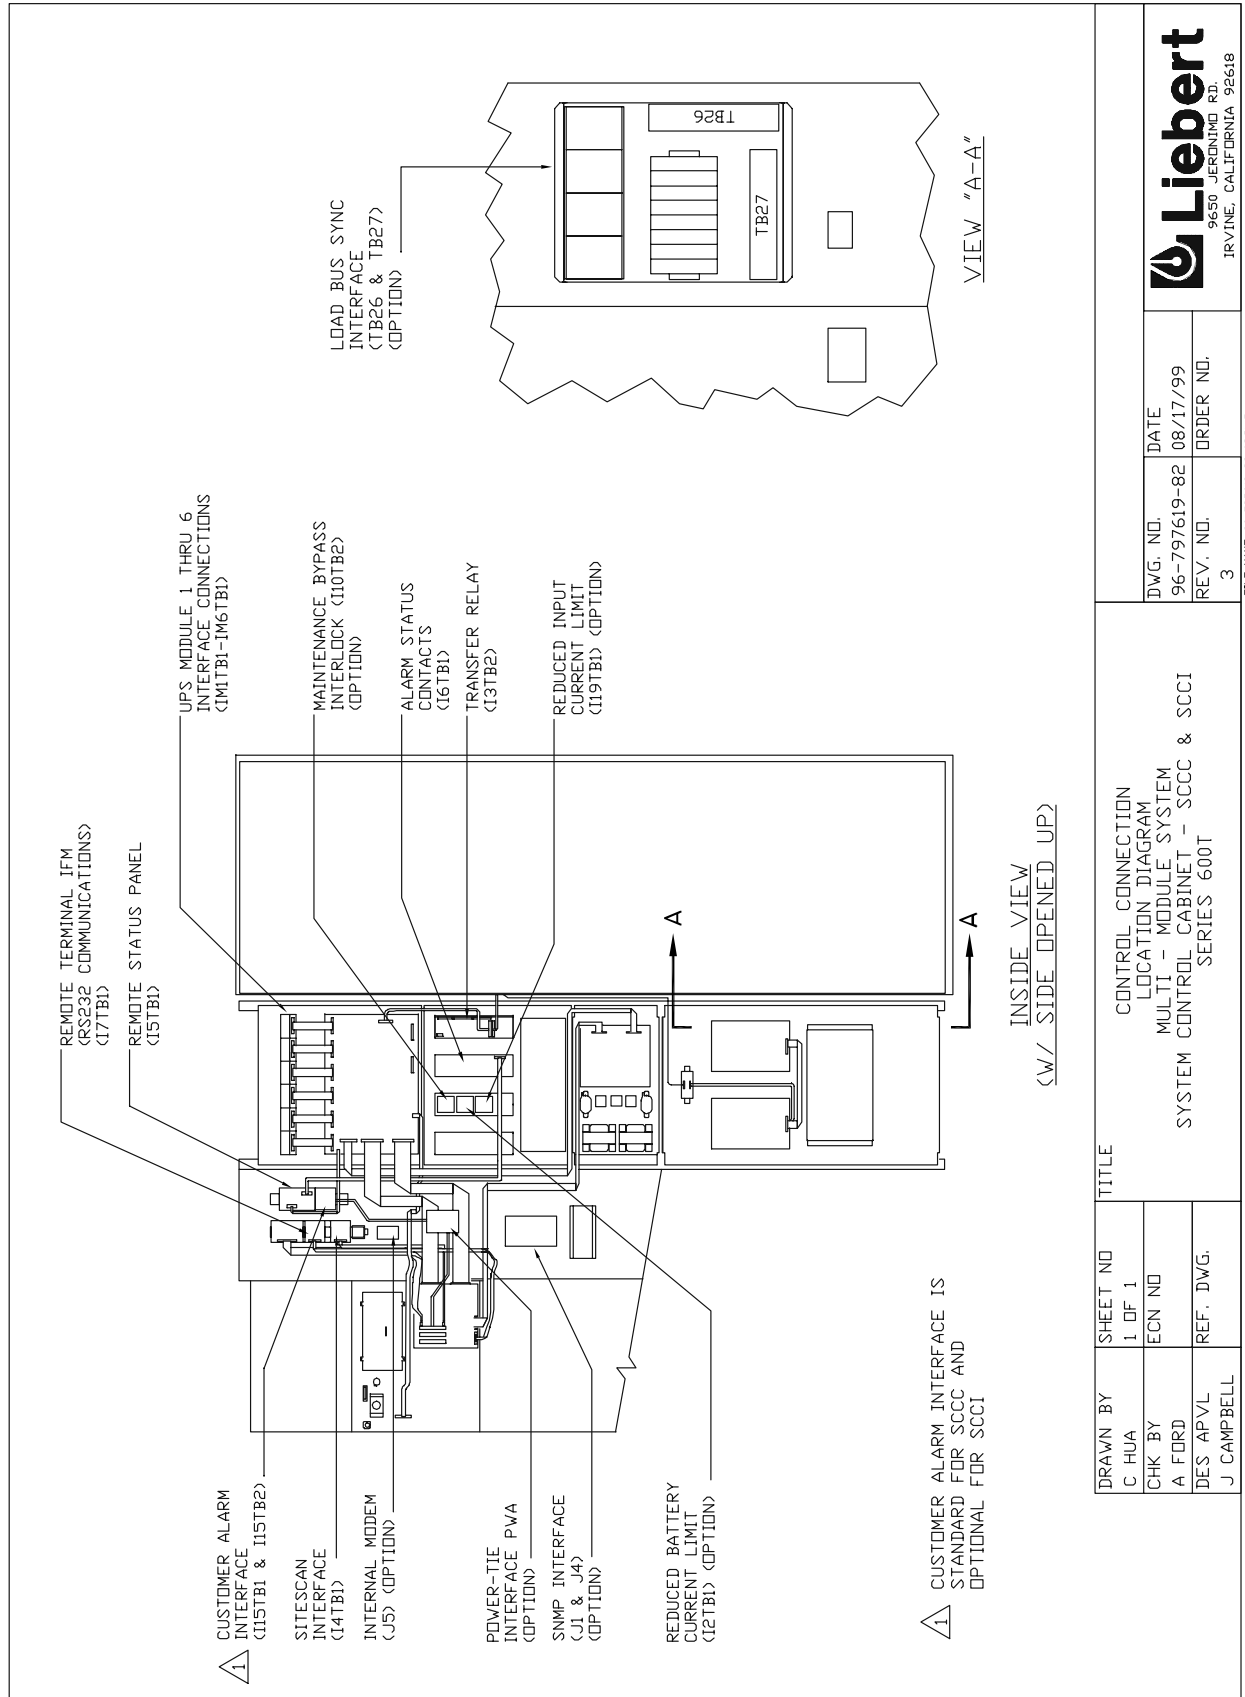 REMOTE TERMINAL IFM
(RS232 COMMUNICATIONS)
(I7TB1)
REMOTE STATUS PANEL
(I5TB1)
UPS MODULE 1 THRU 6
INTERFACE CONNECTIONS
(IM1TB1-IM6TB1)
MAINTENANCE BYPASS
INTERLOCK (I10TB2)
(OPTION)
ALARM STATUS
CONTACTS
(I6TB1)
TRANSFER RELAY
(I3TB2)
REDUCED INPUT
CURRENT LIMIT
(I19TB1) (OPTION)
LOAD BUS SYNC
INTERFACE
(TB26 & TB27)
(OPTION)
TB26
TB27
VIEW "A-A"
1
CUSTOMER ALARM
INTERFACE
(I15TB1 & I15TB2)
SITESCAN
INTERFACE
(I4TB1)
INTERNAL MODEM
(J5) (OPTION)
POWER-TIE
INTERFACE PWA
(OPTION)
SNMP INTERFACE
(J1 & J4)
(OPTION)
REDUCED BATTERY
CURRENT LIMIT
(I2TB1) (OPTION)
A
A
INSIDE VIEW
(W/ SIDE OPENED UP)
1
CUSTOMER ALARM INTERFACE IS
STANDARD FOR SCCC AND
OPTIONAL FOR SCCI
DRAWN BY
C HUA
CHK BY
A FORD
DES APVL
J CAMPBELL
SHEET NO
1 OF 1
ECN NO
REF. DWG.
TITLE
CONTROL CONNECTION
LOCATION DIAGRAM
MULTI - MODULE SYSTEM
SYSTEM CONTROL CABINET - SCCC & SCCI
SERIES 600T
DWG. NO.
96-797619-82
REV. NO.
3
DATE
08/17/99
ORDER NO.
Liebert
9650 JERONIMO RD.
IRVINE, CALIFORNIA 92618